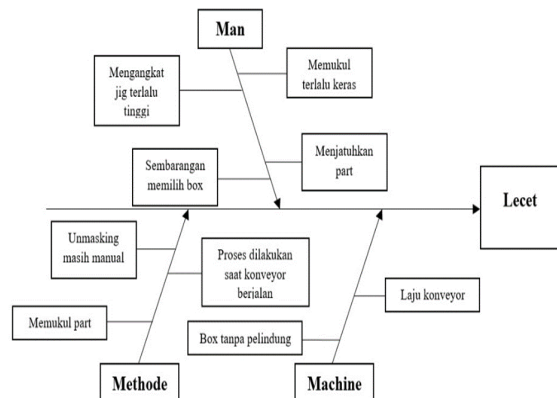 Man
Mengangkat
jig terlalu
tinggi
Memukul
terlalu keras
Sembarangan
memilih box
Menjatuhkan
part
Lecet
Unmasking
masih manual
Proses dilakukan
saat konveyor
berjalan
Memukul part
Laju konveyor
Box tanpa pelindung
Methode
Machine